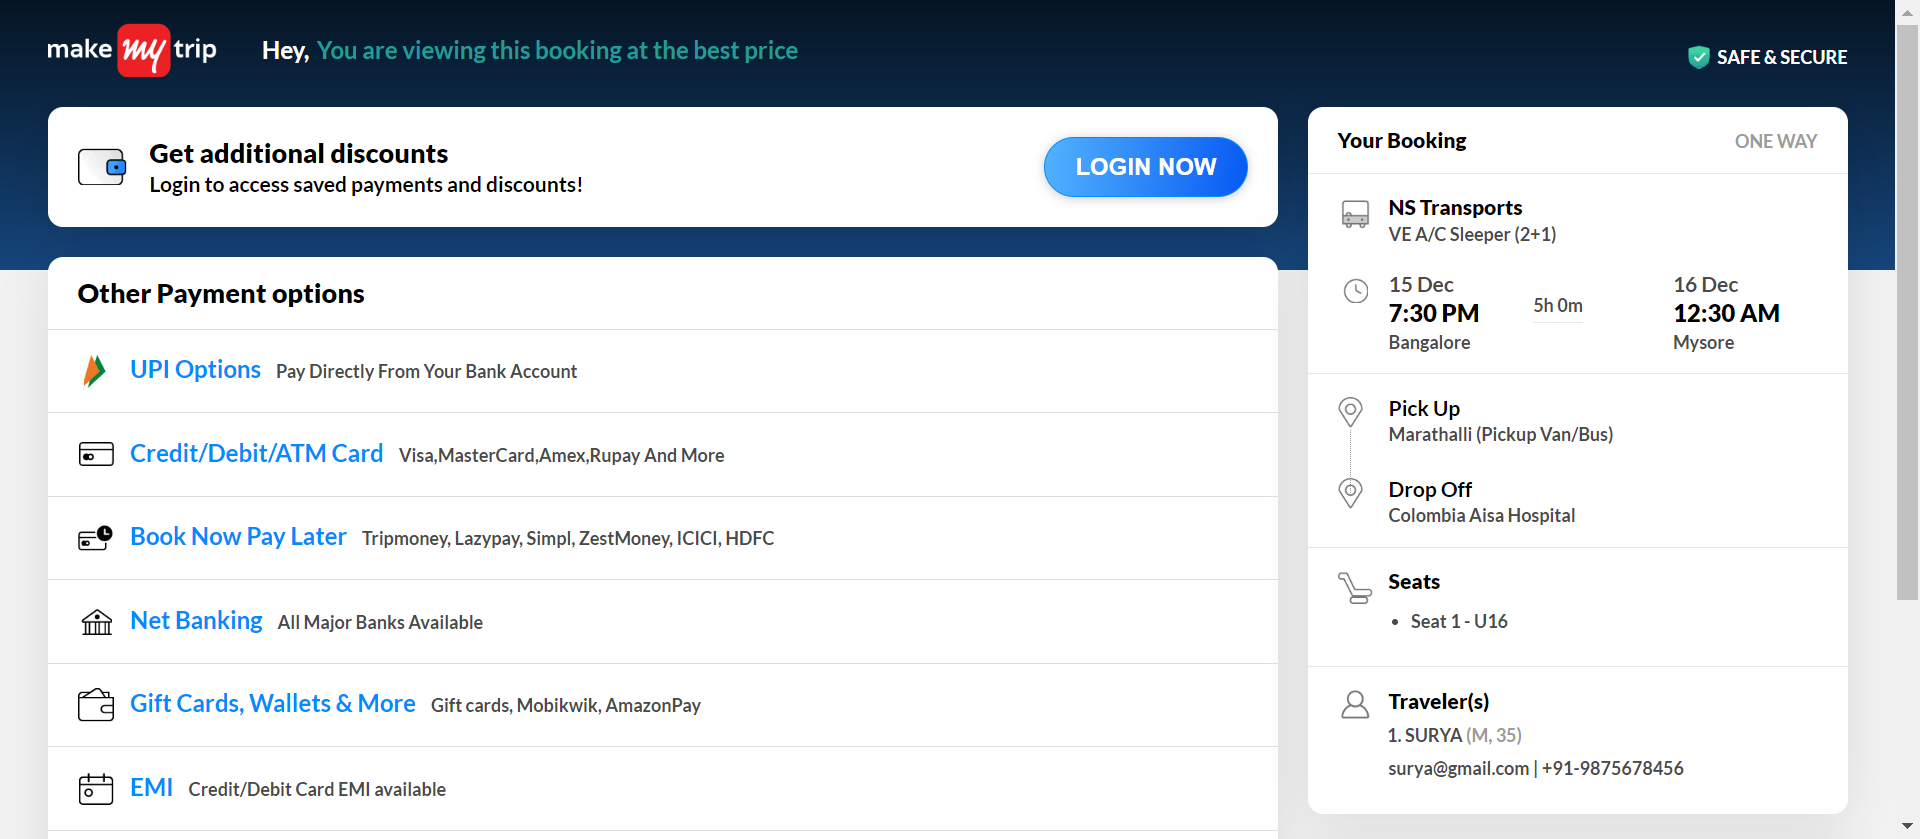 make my trip
Hey, You are viewing this booking at the best price
SAFE & SECURE
Get additional discounts
Login to access saved payments and discounts!
LOGIN NOW
Other Payment options
UPI Options Pay Directly From Your Bank Account
Credit/Debit/ATM Card Visa,MasterCard,Amex,Rupay And More
Book Now Pay Later Tripmoney, Lazypay, Simpl, ZestMoney, ICICI, HDFC
Net Banking All Major Banks Available
Gift Cards, Wallets & More Gift cards, Mobikwik, AmazonPay
EMI Credit/Debit Card EMI available
Your Booking ONE WAY
NS Transports
VE A/C Sleeper (2+1)
15 Dec 16 Dec
7:30 PM 5h 0m 12:30 AM
Bangalore Mysore
Pick Up
Marathalli (Pickup Van/Bus)
Drop Off
Colombia Aisa Hospital
Seats
• Seat 1 - U16
Traveler(s)
1. SURYA (M, 35)
surya@gmail.com | +91-9875678456